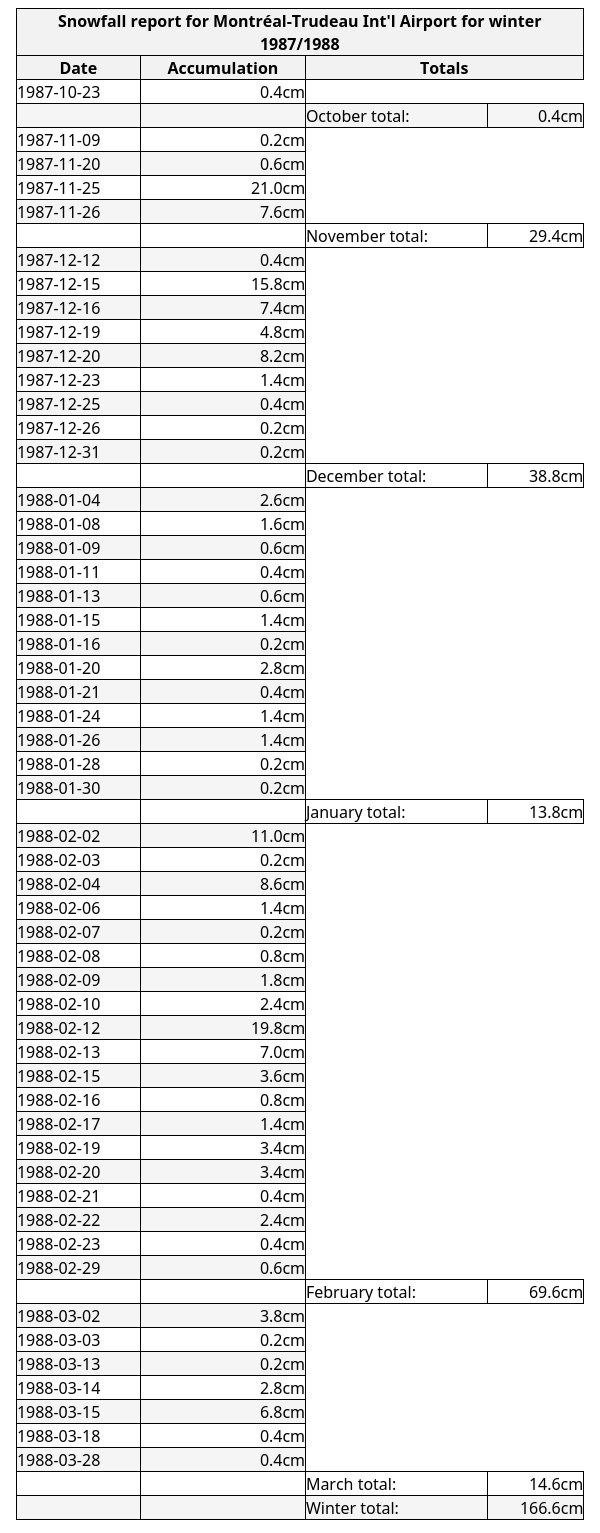 Snowfall report for Montréal-Trudeau Int'l Airport for winter
1987/1988
Date Accumulation Totals
1987-10-23 0.4cm
October total: 0.4cm
1987-11-09 0.2cm
1987-11-20 0.6cm
1987-11-25 21.0cm
1987-11-26 7.6cm
November total: 29.4cm
1987-12-12 0.4cm
1987-12-15 15.8cm
1987-12-16 7.4cm
1987-12-19 4.8cm
1987-12-20 8.2cm
1987-12-23 1.4cm
1987-12-25 0.4cm
1987-12-26 0.2cm
1987-12-31 0.2cm
December total: 38.8cm
1988-01-04 2.6cm
1988-01-08 1.6cm
1988-01-09 0.6cm
1988-01-11 0.4cm
1988-01-13 0.6cm
1988-01-15 1.4cm
1988-01-16 0.2cm
1988-01-20 2.8cm
1988-01-21 0.4cm
1988-01-24 1.4cm
1988-01-26 1.4cm
1988-01-28 0.2cm
1988-01-30 0.2cm
January total: 13.8cm
1988-02-02 11.0cm
1988-02-03 0.2cm
1988-02-04 8.6cm
1988-02-06 1.4cm
1988-02-07 0.2cm
1988-02-08 0.8cm
1988-02-09 1.8cm
1988-02-10 2.4cm
1988-02-12 19.8cm
1988-02-13 7.0cm
1988-02-15 3.6cm
1988-02-16 0.8cm
1988-02-17 1.4cm
1988-02-19 3.4cm
1988-02-20 3.4cm
1988-02-21 0.4cm
1988-02-22 2.4cm
1988-02-23 0.4cm
1988-02-29 0.6cm
February total: 69.6cm
1988-03-02 3.8cm
1988-03-03 0.2cm
1988-03-13 0.2cm
1988-03-14 2.8cm
1988-03-15 6.8cm
1988-03-18 0.4cm
1988-03-28 0.4cm
March total: 14.6cm
Winter total: 166.6cm